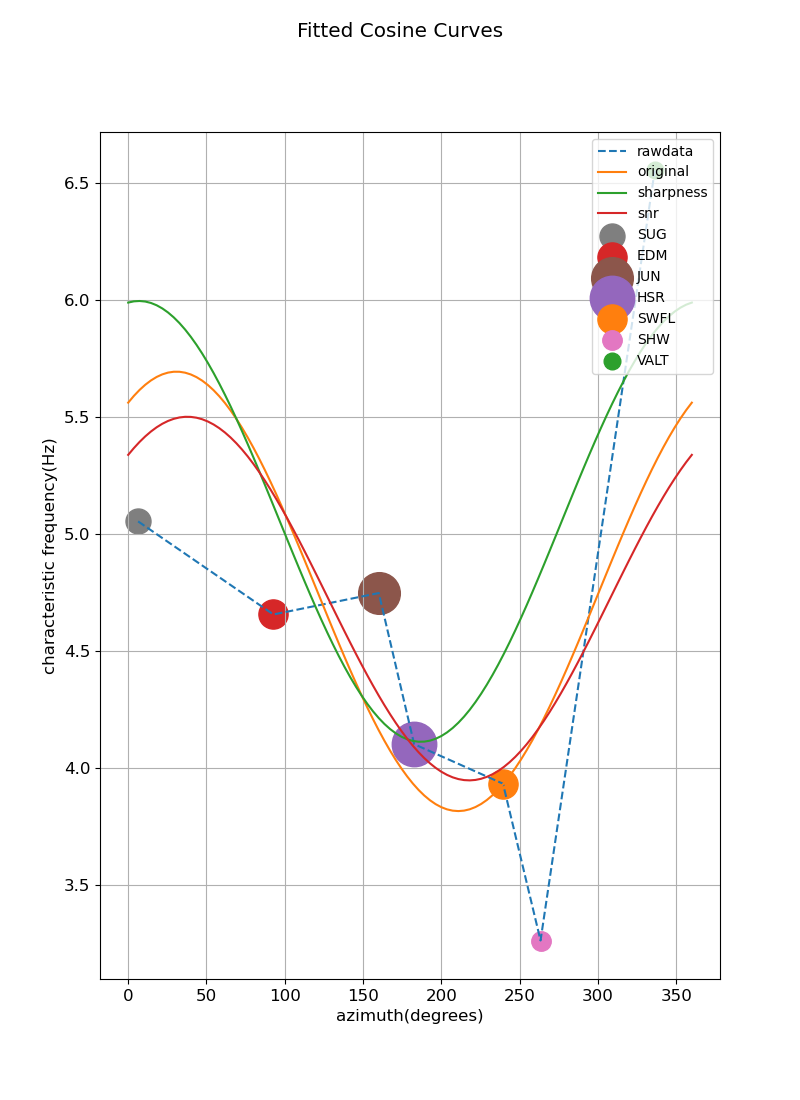 Fitted Cosine Curves
rawdata
original
sharpness
snr
SUG
EDM
JUN
HSR
SWFL
SHW
VALT
6.5
6.0
5.5
5.0
4.5
4.0
3.5
characteristic frequency(Hz)
0 50 100 150 200 250 300 350
azimuth(degrees)